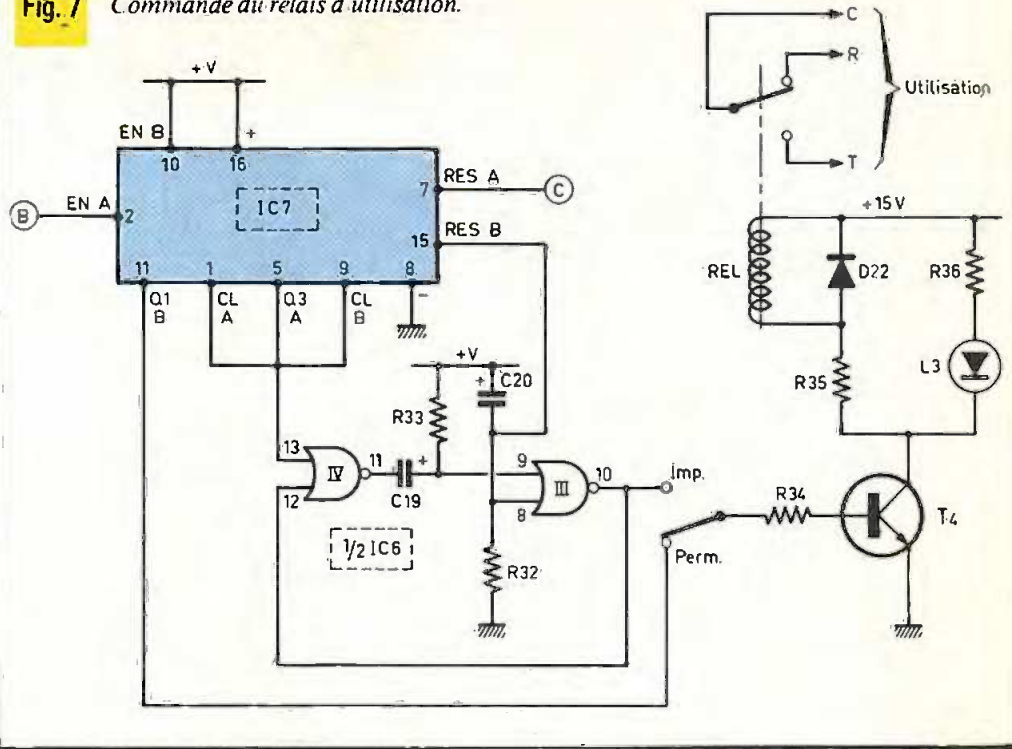 Fig. 7 Commande du relais d'utilisation.
C
R
Utilisation
T
+V
EN B
+
10
16
EN A
B
2
IC7
7
RES A
C
15
RES B
11
1
5
9
8
Q1
B
CL
A
Q3
A
CL
B
-
+15V
REL
D22
R36
L3
R35
+V
+
C20
R33
13
12
IV
11
+
C19
9
8
III
10
Imp.
1/2 IC6
R32
Perm.
R34
T4